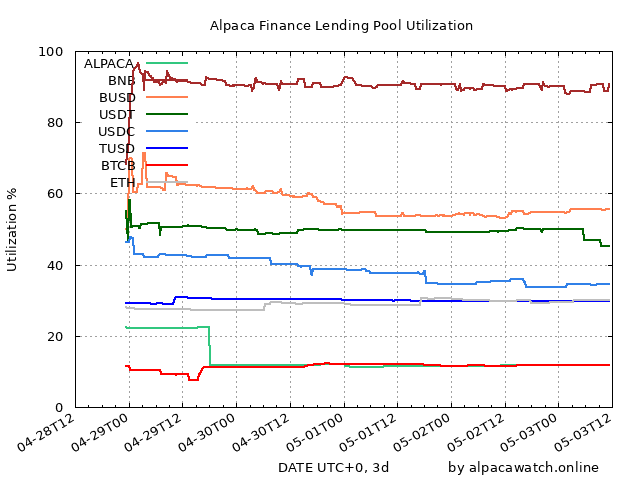 Alpaca Finance Lending Pool Utilization
100
80
60
40
20
0
Utilization %
ALPACA
BNB
BUSD
USDT
USDC
TUSD
BTCB
ETH
04-28T12
04-29T00
04-29T12
04-30T00
04-30T12
05-01T00
05-01T12
05-02T00
05-02T12
05-03T00
05-03T12
DATE UTC+0, 3d
by alpacawatch.online